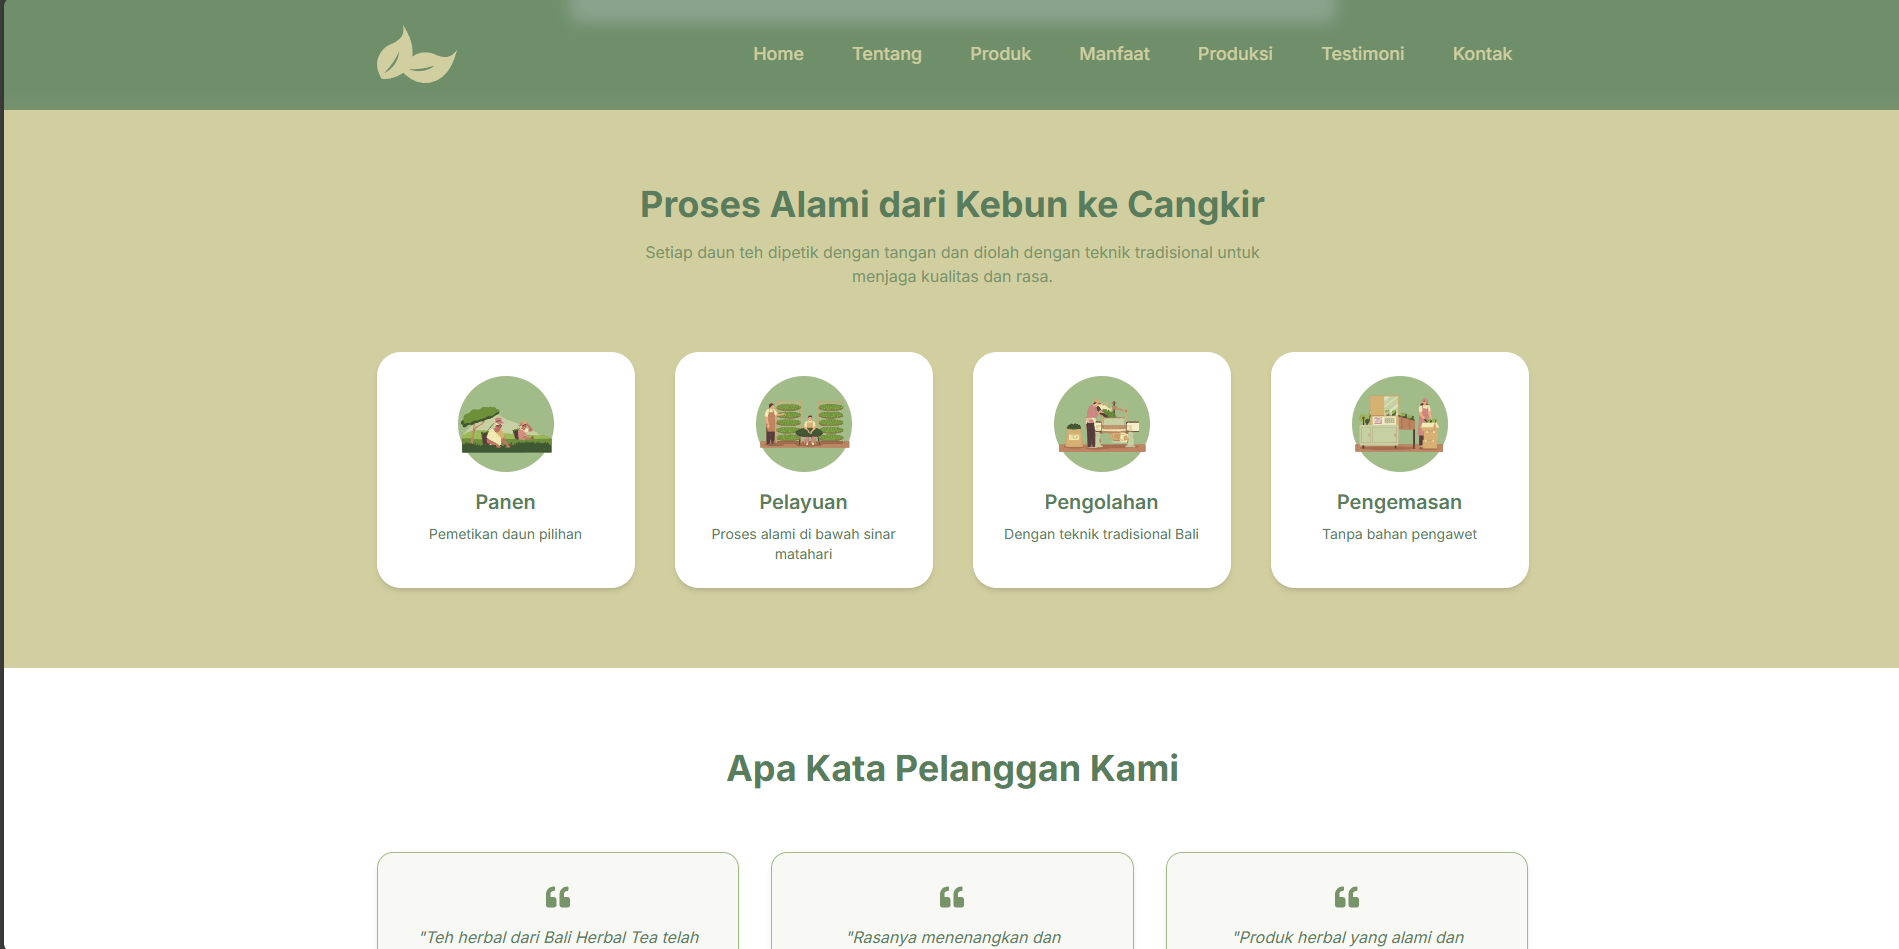 Home Tentang Produk Manfaat Produksi Testimoni Kontak
Proses Alami dari Kebun ke Cangkir
Setiap daun teh dipetik dengan tangan dan diolah dengan teknik tradisional untuk
menjaga kualitas dan rasa.
Panen
Pemetikan daun pilihan
Pelayuan
Proses alami di bawah sinar
matahari
Pengolahan
Dengan teknik tradisional Bali
Pengemasan
Tanpa bahan pengawet
Apa Kata Pelanggan Kami
"Teh herbal dari Bali Herbal Tea telah
"Rasanya menenangkan dan
"Produk herbal yang alami dan